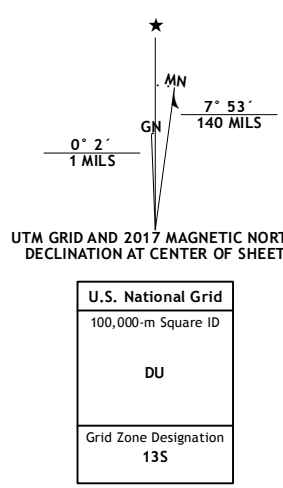 ★
MN
GN
7° 53´
140 MILS
0° 2´
1 MILS
UTM GRID AND 2017 MAGNETIC NORT
DECLINATION AT CENTER OF SHEET
U.S. National Grid
100,000-m Square ID
DU
Grid Zone Designation
13S